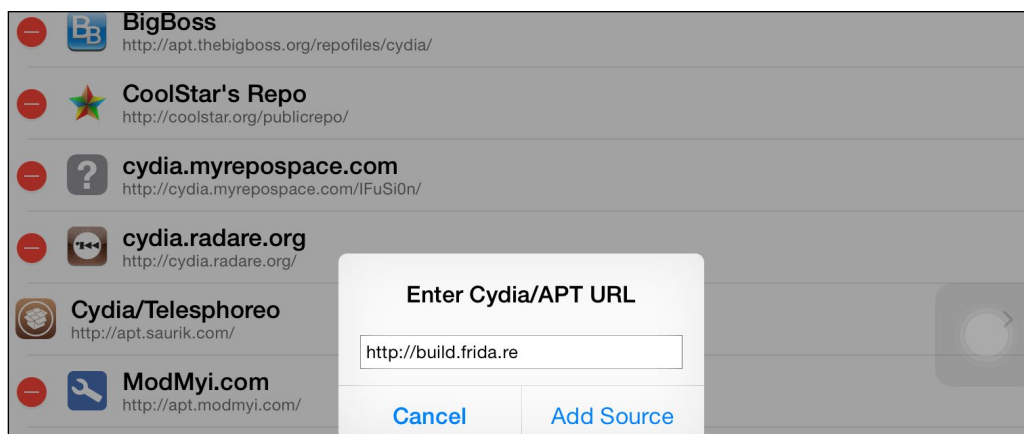 BigBoss
http://apt.thebigboss.org/repofiles/cydia/
CoolStar's Repo
http://coolstar.org/publicrepo/
cydia.myrepospace.com
http://cydia.myrepospace.com/IFuSi0n/
cydia.radare.org
http://cydia.radare.org/
Cydia/Telesphoreo
http://apt.saurik.com/
ModMyi.com
http://apt.modmyi.com/
Enter Cydia/APT URL
http://build.frida.re
Cancel
Add Source